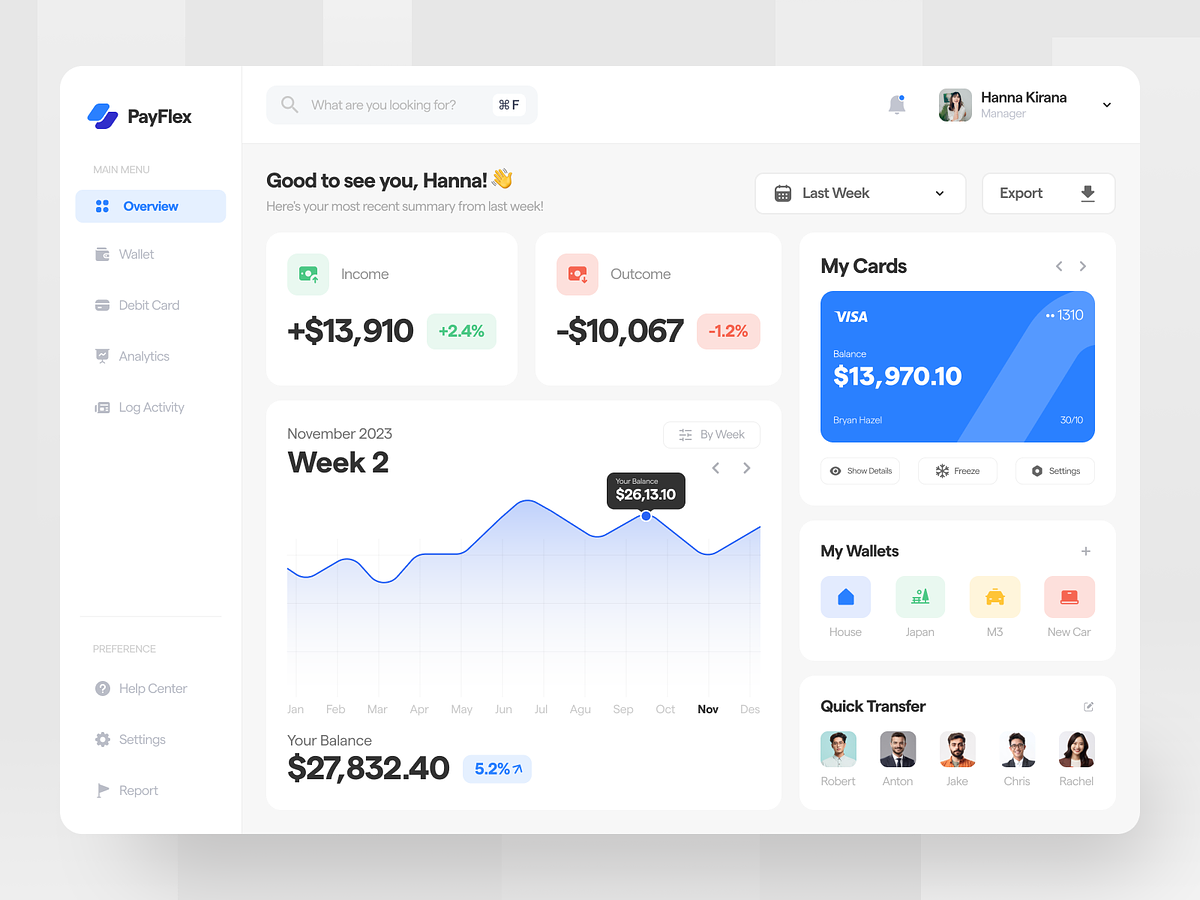 PayFlex
MAIN MENU
Overview
Wallet
Debit Card
Analytics
Log Activity
PREFERENCE
Help Center
Settings
Report
What are you looking for?
⌘ F
Hanna Kirana
Manager
Good to see you, Hanna! 👋
Here's your most recent summary from last week!
Last Week
Export
Income
+$13,910
+2.4%
Outcome
-$10,067
-1.2%
November 2023
Week 2
By Week
Your Balance
$26,13.10
Jan Feb Mar Apr May Jun Jul Agu Sep Oct Nov Des
Your Balance
$27,832.40
5.2%
My Cards
VISA
•• 1310
Balance
$13,970.10
Bryan Hazel
30/10
Show Details
Freeze
Settings
My Wallets
House
Japan
M3
New Car
Quick Transfer
Robert
Anton
Jake
Chris
Rachel